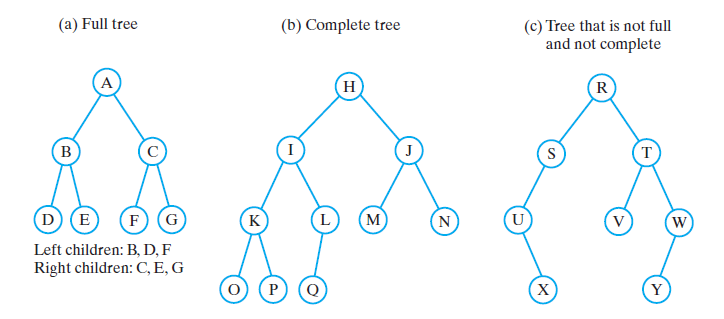 (a) Full tree
A
B
C
D
E
F
G
Left children: B, D, F
Right children: C, E, G
(b) Complete tree
H
I
J
K
L
M
N
O
P
Q
(c) Tree that is not full
and not complete
R
S
T
U
V
W
X
Y